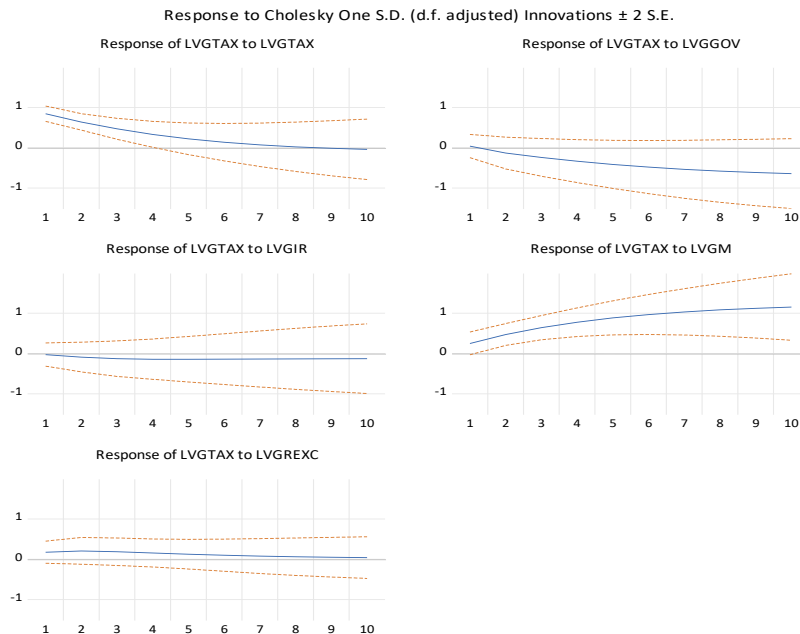 Response to Cholesky One S.D. (d.f. adjusted) Innovations ± 2 S.E.
Response of LVGTAX to LVGTAX
1
0
-1
1 2 3 4 5 6 7 8 9 10
Response of LVGTAX to LVGGOV
1
0
-1
1 2 3 4 5 6 7 8 9 10
Response of LVGTAX to LVGIR
1
0
-1
1 2 3 4 5 6 7 8 9 10
Response of LVGTAX to LVGM
1
0
-1
1 2 3 4 5 6 7 8 9 10
Response of LVGTAX to LVGREXC
1
0
-1
1 2 3 4 5 6 7 8 9 10